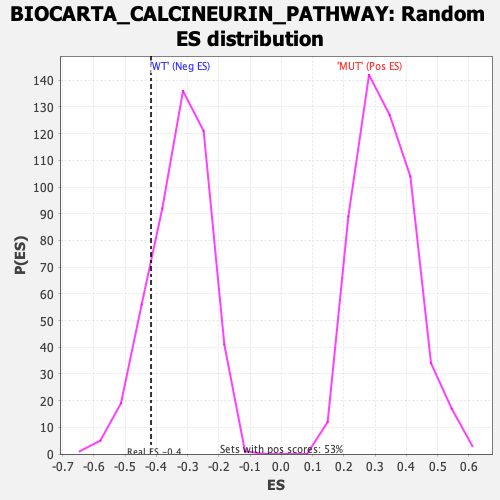 BIOCARTA_CALCINEURIN_PATHWAY: Random
ES distribution
'WT' (Neg ES)
'MUT' (Pos ES)
P(ES)
140
130
120
110
100
90
80
70
60
50
40
30
20
10
0
Real ES -0.4
Sets with pos scores: 53%
-0.7 -0.6 -0.5 -0.4 -0.3 -0.2 -0.1 0.0 0.1 0.2 0.3 0.4 0.5 0.6
ES